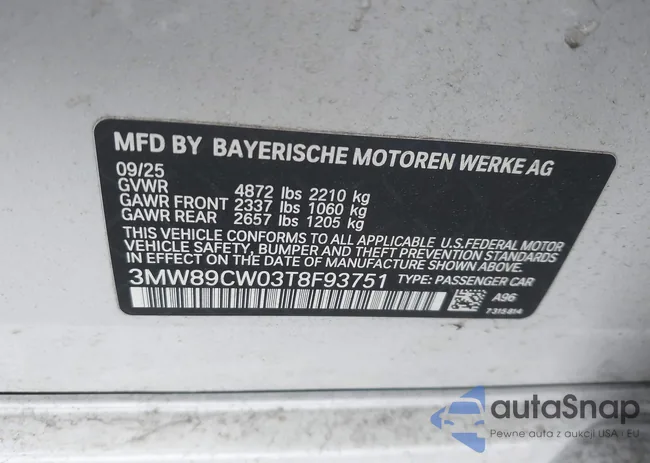 MFD BY BAYERISCHE MOTOREN WERKE AG
09/25
GVWR 4872 lbs 2210 kg
GAWR FRONT 2337 lbs 1060 kg
GAWR REAR 2657 lbs 1205 kg
THIS VEHICLE CONFORMS TO ALL APPLICABLE U.S.FEDERAL MOTOR
VEHICLE SAFETY, BUMPER AND THEFT PREVENTION STANDARDS
IN EFFECT ON THE DATE OF MANUFACTURE SHOWN ABOVE.
3MW89CW03T8F93751 TYPE: PASSENGER CAR
A96
7315814
autaSnap
Pewne auta z aukcji USA i EU